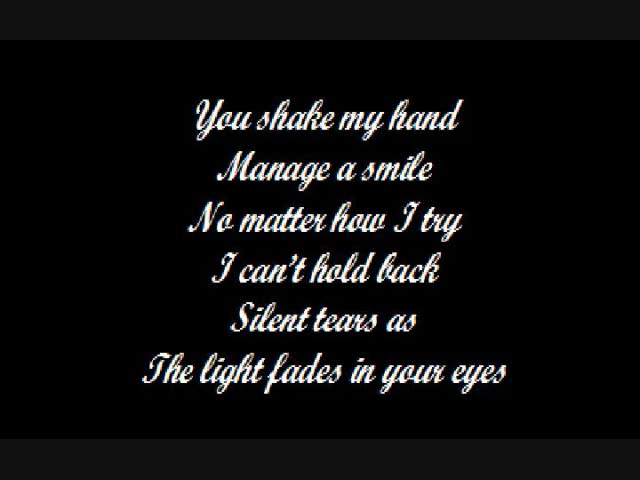 You shake my hand
Manage a smile
No matter how I try
I can't hold back
Silent tears as
The light fades in your eyes